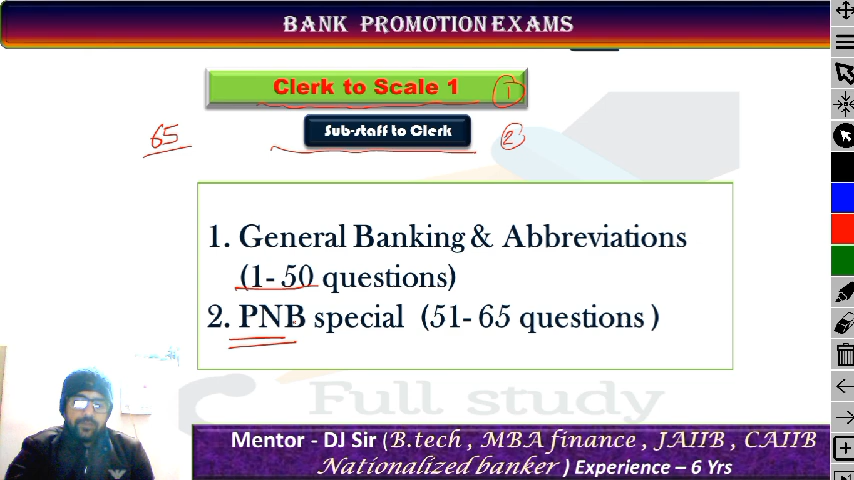 BANK PROMOTION EXAMS
Clerk to Scale 1 1
65 Sub-staff to Clerk 2
1. General Banking & Abbreviations
(1- 50 questions)
2. PNB special (51- 65 questions )
Full study
Mentor - DJ Sir (B.tech , MBA finance , JAIIB , CAIIB
Nationalized banker ) Experience – 6 Yrs